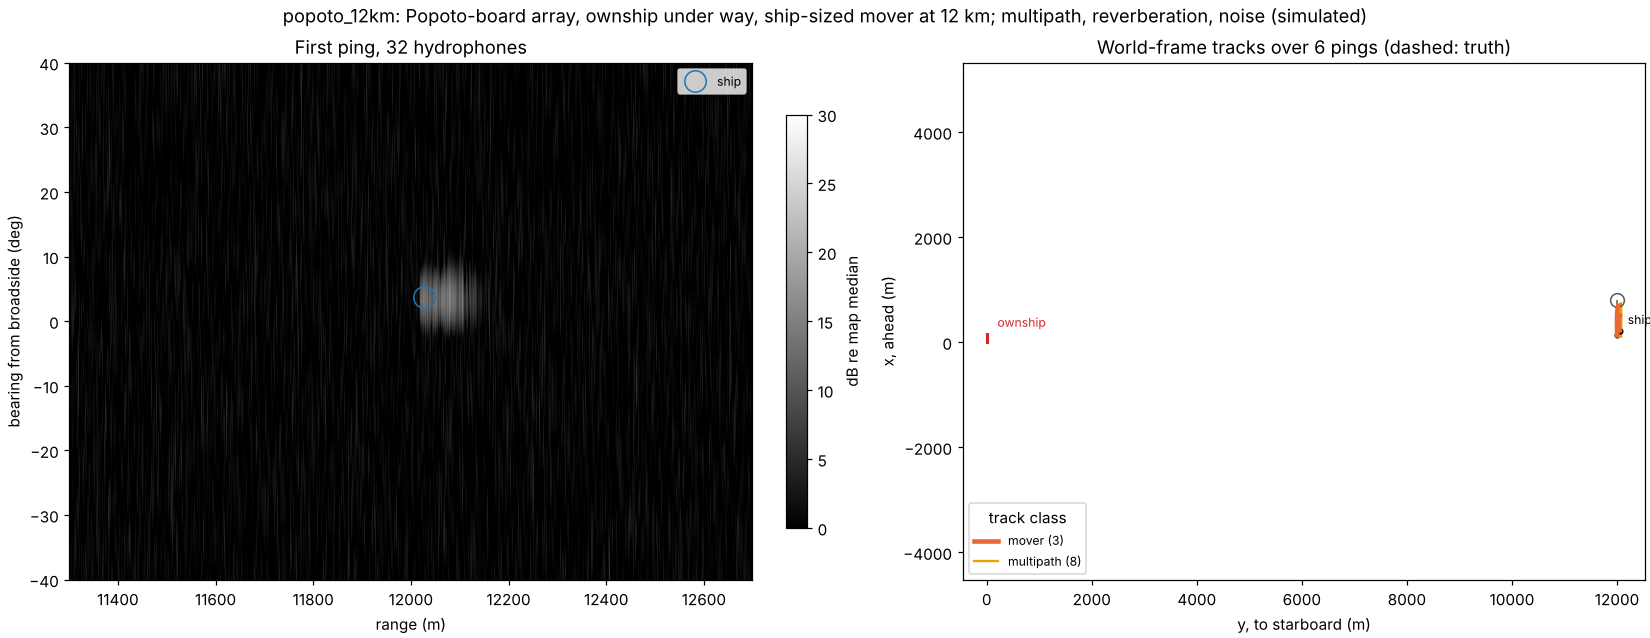 popoto_12km: Popoto-board array, ownship under way, ship-sized mover at 12 km; multipath, reverberation, noise (simulated)
First ping, 32 hydrophones
ship
40
30
20
10
0
−10
−20
−30
−40
bearing from broadside (deg)
11400
11600
11800
12000
12200
12400
12600
range (m)
30
25
20
15
10
5
0
dB re map median
World-frame tracks over 6 pings (dashed: truth)
4000
2000
0
−2000
−4000
x, ahead (m)
ownship
ship
track class
mover (3)
multipath (8)
0
2000
4000
6000
8000
10000
12000
y, to starboard (m)